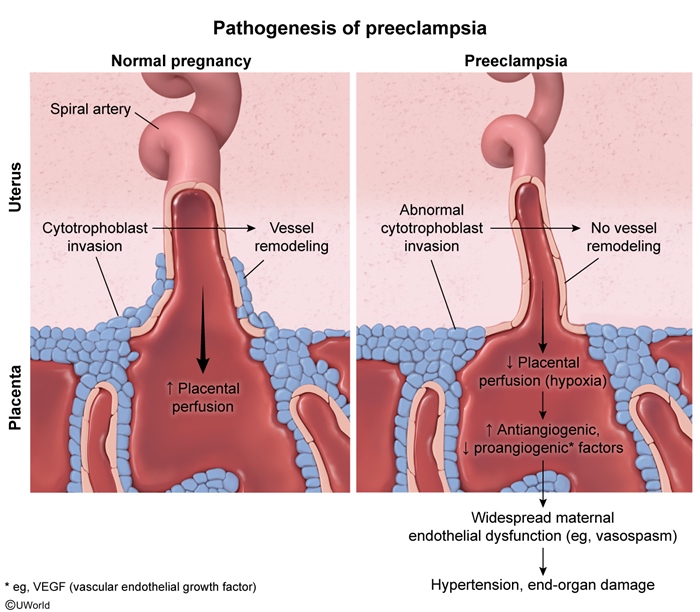 Pathogenesis of preeclampsia
Normal pregnancy
Preeclampsia
Uterus
Placenta
Spiral artery
Cytotrophoblast
invasion
Vessel
remodeling
↑ Placental
perfusion
Abnormal
cytotrophoblast
invasion
No vessel
remodeling
↓ Placental
perfusion (hypoxia)
↑ Antiangiogenic,
↓ proangiogenic* factors
Widespread maternal
endothelial dysfunction (eg, vasospasm)
Hypertension, end-organ damage
* eg, VEGF (vascular endothelial growth factor)
©UWorld